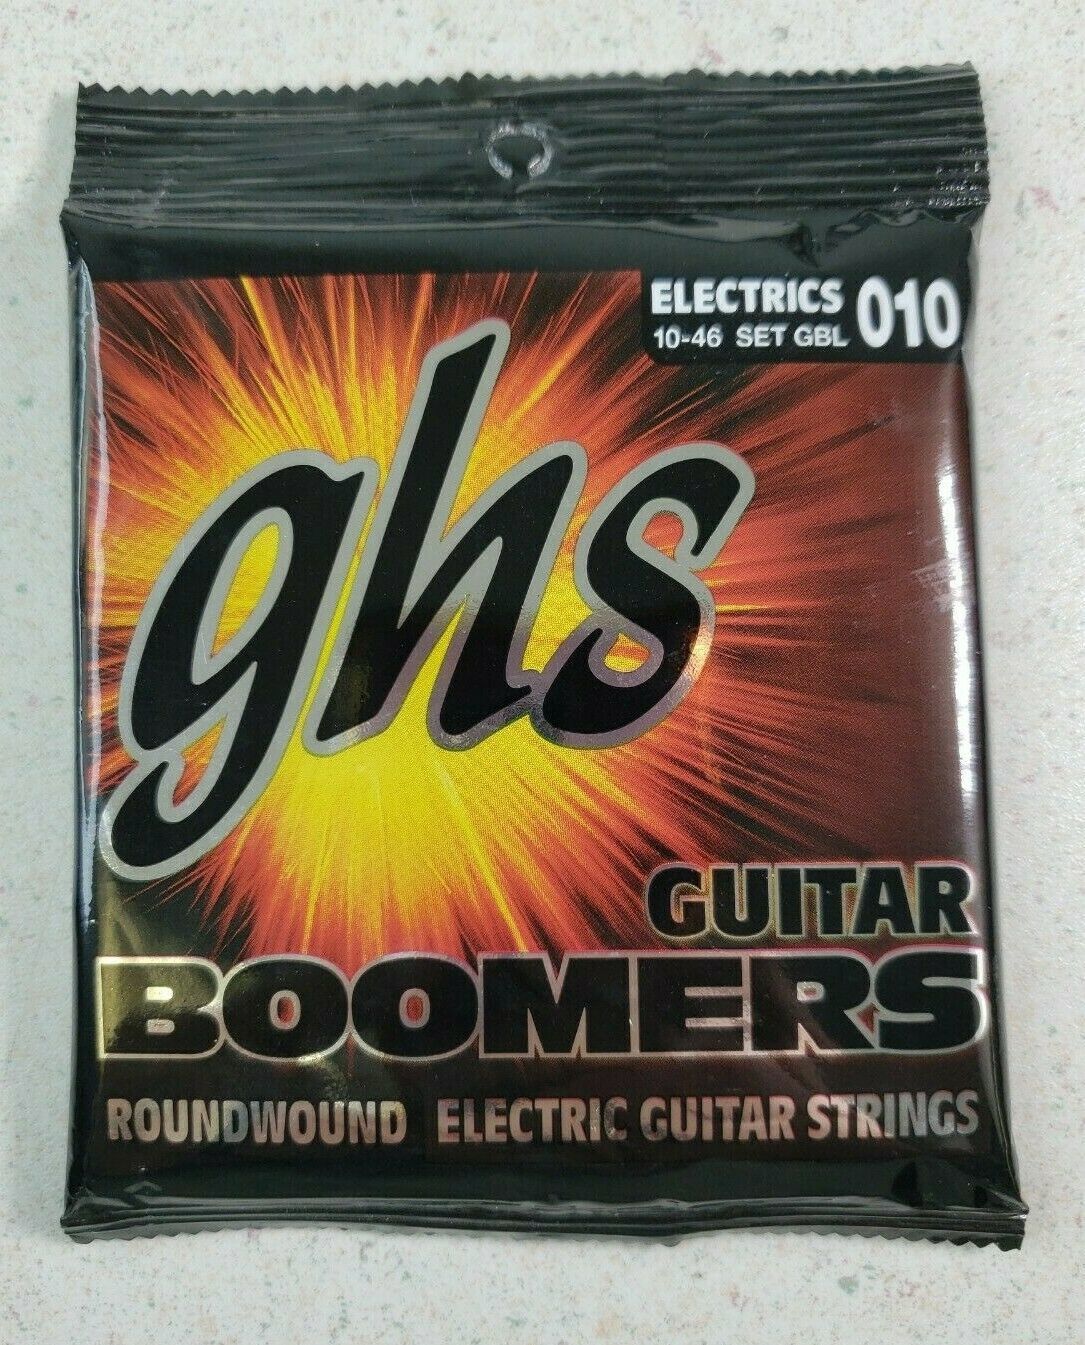 ELECTRICS 010
10-46 SET GBL
ghs
GUITAR
BOOMERS
ROUNDWOUND ELECTRIC GUITAR STRINGS